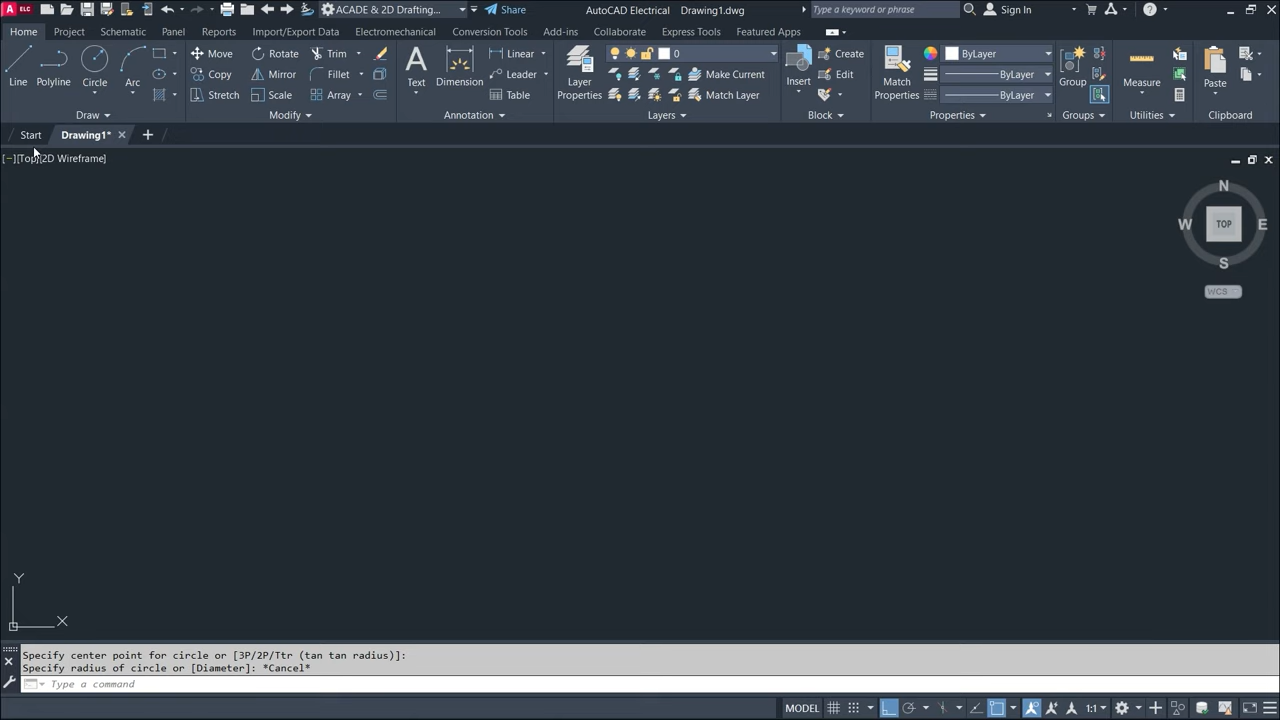 A ELC ACADE & 2D Drafting... Share AutoCAD Electrical Drawing1.dwg Type a keyword or phrase Sign In ?
Home Project Schematic Panel Reports Import/Export Data Electromechanical Conversion Tools Add-ins Collaborate Express Tools Featured Apps
Line Polyline Circle Arc
Draw
Move Rotate Trim
Copy Mirror Fillet
Stretch Scale Array
Modify
Text Dimension
Linear
Leader
Table
Annotation
Layer Properties
0
Make Current
Match Layer
Layers
Insert
Create
Edit
Block
Match Properties
ByLayer
ByLayer
ByLayer
Properties
Group
Groups
Measure
Utilities
Paste
Clipboard
Start Drawing1*
[−][Top][2D Wireframe]
N
W TOP E
S
WCS
Y
X
Specify center point for circle or [3P/2P/Ttr (tan tan radius)]:
Specify radius of circle or [Diameter]: *Cancel*
Type a command
MODEL 1:1